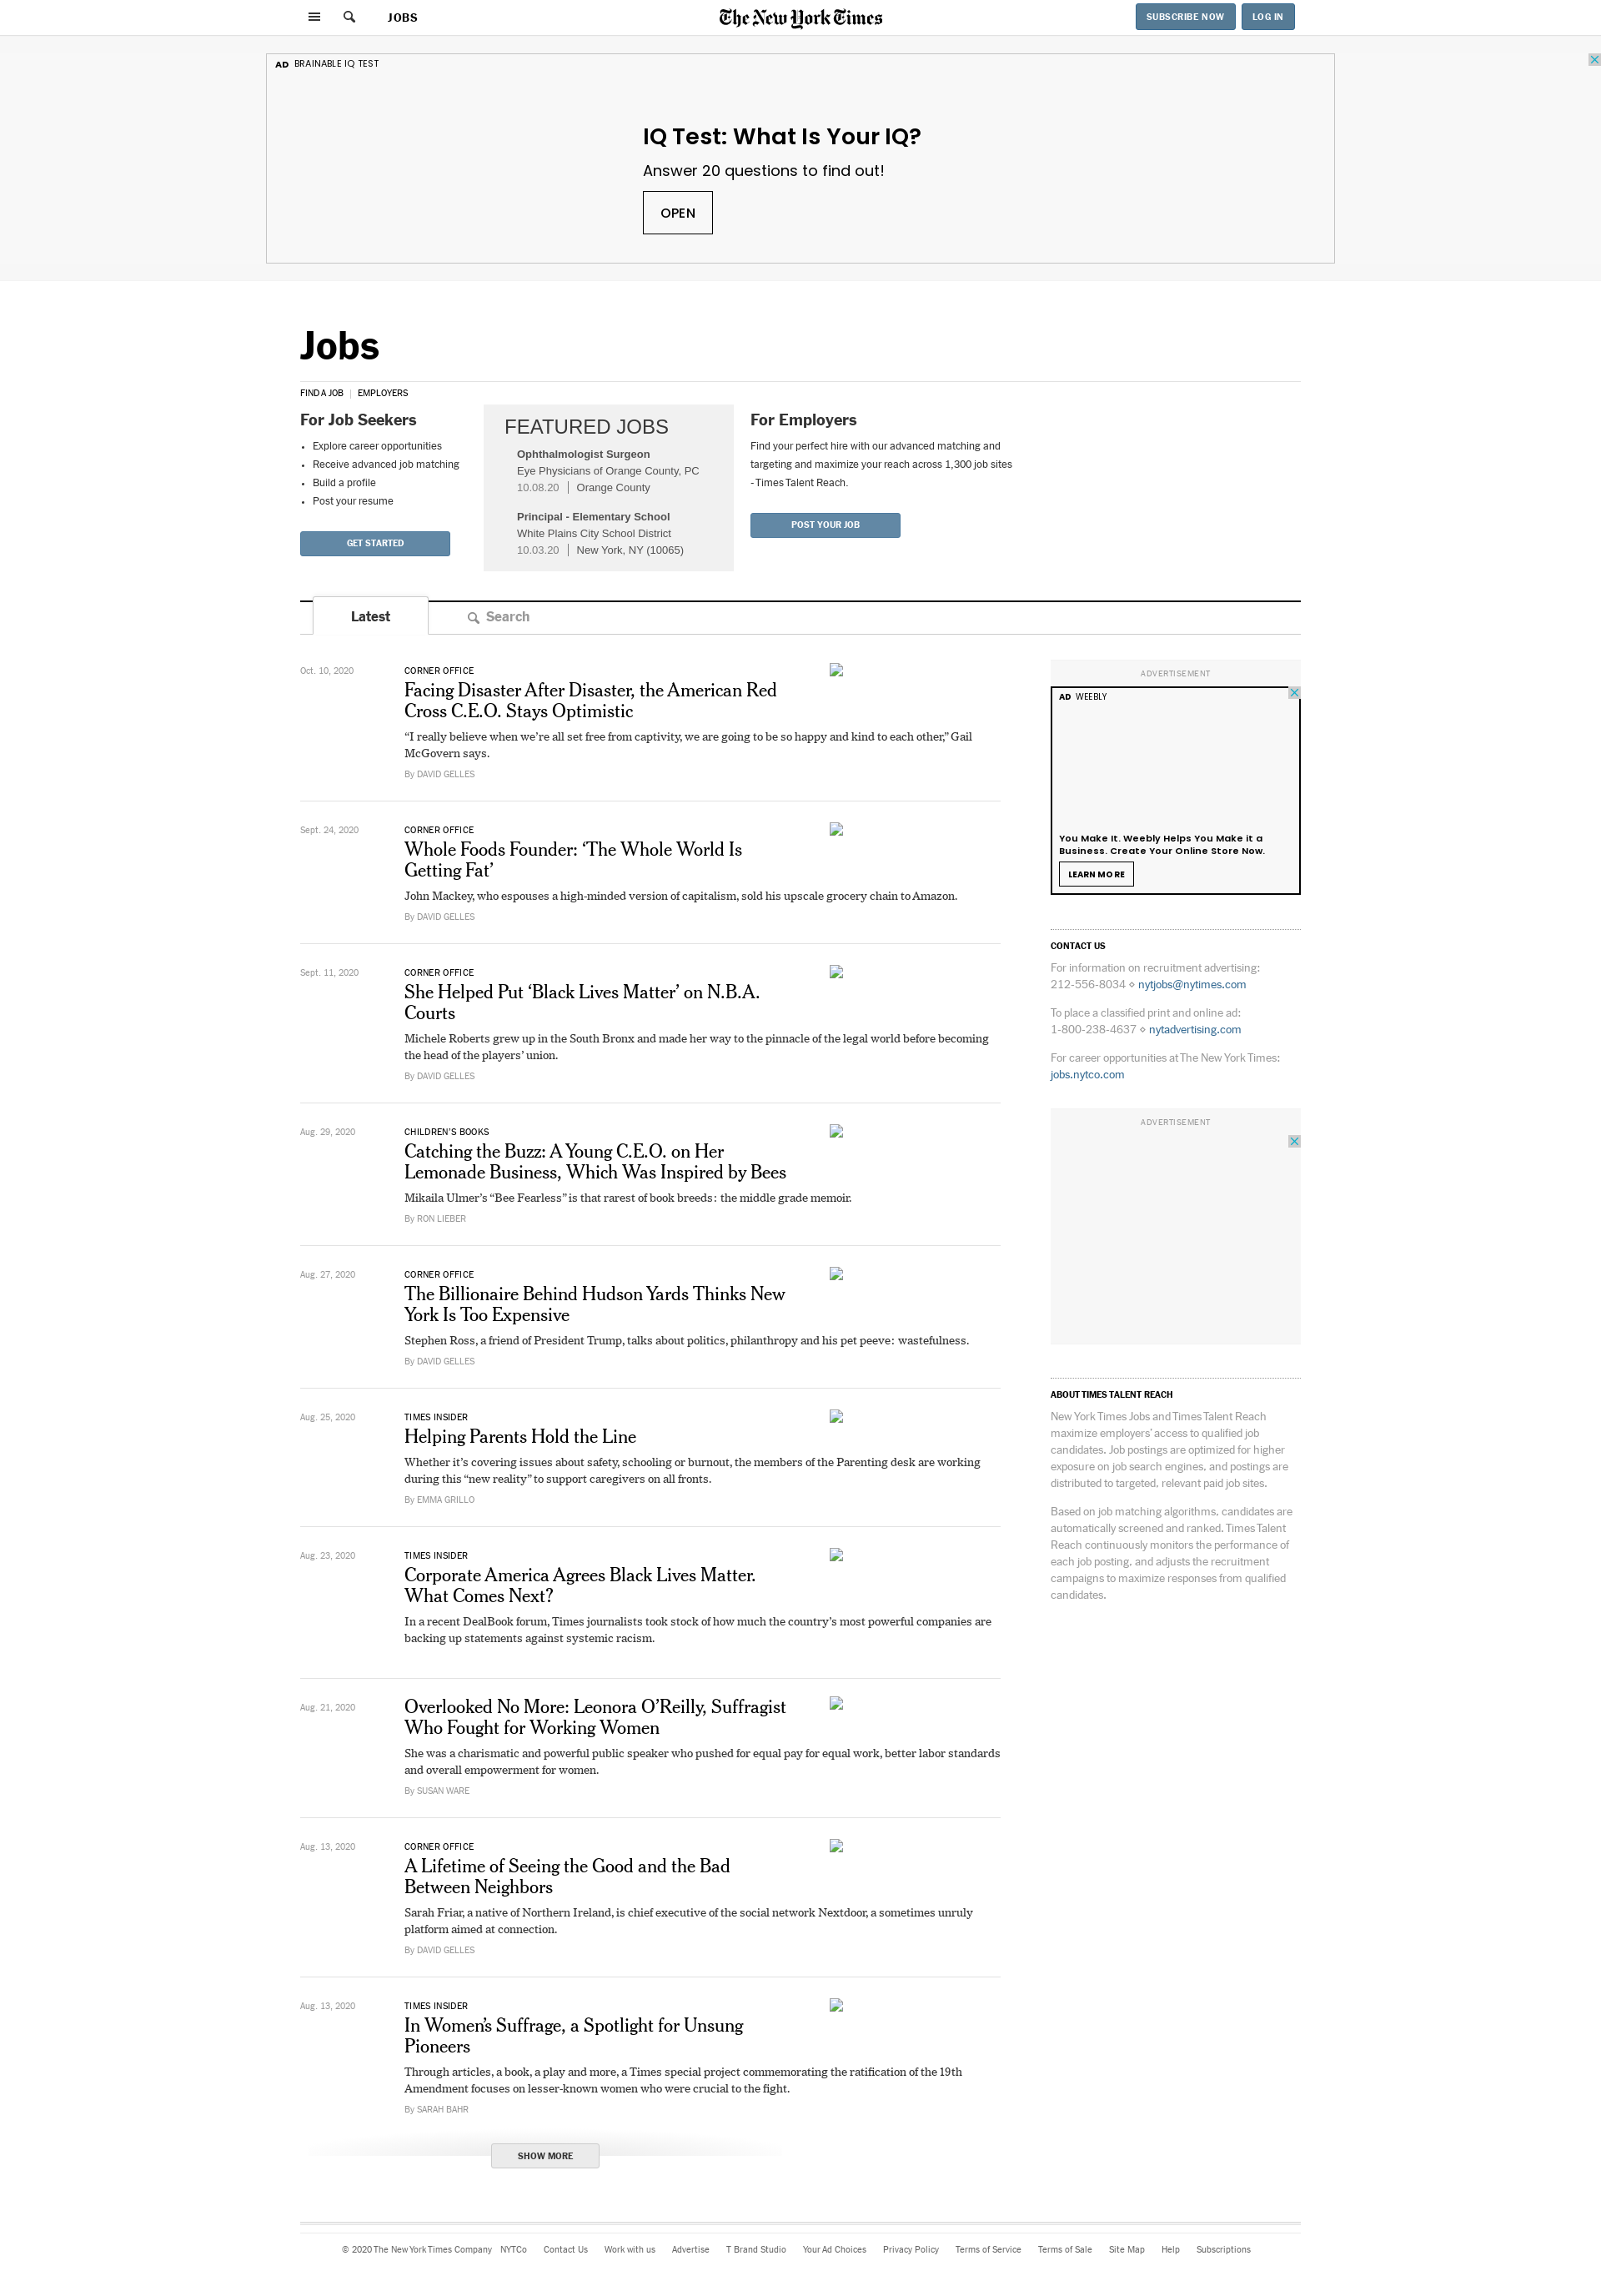 JOBS
The New York Times
SUBSCRIBE NOW
LOG IN
AD BRAINABLE IQ TEST
IQ Test: What Is Your IQ?
Answer 20 questions to find out!
OPEN
Jobs
FIND A JOB | EMPLOYERS
For Job Seekers
• Explore career opportunities
• Receive advanced job matching
• Build a profile
• Post your resume
GET STARTED
FEATURED JOBS
Ophthalmologist Surgeon
Eye Physicians of Orange County, PC
10.08.20 | Orange County
Principal - Elementary School
White Plains City School District
10.03.20 | New York, NY (10065)
For Employers
Find your perfect hire with our advanced matching and
targeting and maximize your reach across 1,300 job sites
- Times Talent Reach.
POST YOUR JOB
Latest
Search
Oct. 10, 2020
CORNER OFFICE
Facing Disaster After Disaster, the American Red
Cross C.E.O. Stays Optimistic
“I really believe when we’re all set free from captivity, we are going to be so happy and kind to each other,” Gail
McGovern says.
By DAVID GELLES
Sept. 24, 2020
CORNER OFFICE
Whole Foods Founder: ‘The Whole World Is
Getting Fat’
John Mackey, who espouses a high-minded version of capitalism, sold his upscale grocery chain to Amazon.
By DAVID GELLES
Sept. 11, 2020
CORNER OFFICE
She Helped Put ‘Black Lives Matter’ on N.B.A.
Courts
Michele Roberts grew up in the South Bronx and made her way to the pinnacle of the legal world before becoming
the head of the players’ union.
By DAVID GELLES
Aug. 29, 2020
CHILDREN’S BOOKS
Catching the Buzz: A Young C.E.O. on Her
Lemonade Business, Which Was Inspired by Bees
Mikaila Ulmer’s “Bee Fearless” is that rarest of book breeds: the middle grade memoir.
By RON LIEBER
Aug. 27, 2020
CORNER OFFICE
The Billionaire Behind Hudson Yards Thinks New
York Is Too Expensive
Stephen Ross, a friend of President Trump, talks about politics, philanthropy and his pet peeve: wastefulness.
By DAVID GELLES
Aug. 25, 2020
TIMES INSIDER
Helping Parents Hold the Line
Whether it’s covering issues about safety, schooling or burnout, the members of the Parenting desk are working
during this “new reality” to support caregivers on all fronts.
By EMMA GRILLO
Aug. 23, 2020
TIMES INSIDER
Corporate America Agrees Black Lives Matter.
What Comes Next?
In a recent DealBook forum, Times journalists took stock of how much the country’s most powerful companies are
backing up statements against systemic racism.
Aug. 21, 2020
Overlooked No More: Leonora O’Reilly, Suffragist
Who Fought for Working Women
She was a charismatic and powerful public speaker who pushed for equal pay for equal work, better labor standards
and overall empowerment for women.
By SUSAN WARE
Aug. 13, 2020
CORNER OFFICE
A Lifetime of Seeing the Good and the Bad
Between Neighbors
Sarah Friar, a native of Northern Ireland, is chief executive of the social network Nextdoor, a sometimes unruly
platform aimed at connection.
By DAVID GELLES
Aug. 13, 2020
TIMES INSIDER
In Women’s Suffrage, a Spotlight for Unsung
Pioneers
Through articles, a book, a play and more, a Times special project commemorating the ratification of the 19th
Amendment focuses on lesser-known women who were crucial to the fight.
By SARAH BAHR
SHOW MORE
ADVERTISEMENT
AD WEEBLY
You Make It. Weebly Helps You Make it a
Business. Create Your Online Store Now.
LEARN MORE
CONTACT US
For information on recruitment advertising:
212-556-8034 ⋄ nytjobs@nytimes.com
To place a classified print and online ad:
1-800-238-4637 ⋄ nytadvertising.com
For career opportunities at The New York Times:
jobs.nytco.com
ADVERTISEMENT
ABOUT TIMES TALENT REACH
New York Times Jobs and Times Talent Reach
maximize employers' access to qualified job
candidates. Job postings are optimized for higher
exposure on job search engines, and postings are
distributed to targeted, relevant paid job sites.
Based on job matching algorithms, candidates are
automatically screened and ranked. Times Talent
Reach continuously monitors the performance of
each job posting, and adjusts the recruitment
campaigns to maximize responses from qualified
candidates.
© 2020 The New York Times Company NYTCo Contact Us Work with us Advertise T Brand Studio Your Ad Choices Privacy Policy Terms of Service Terms of Sale Site Map Help Subscriptions